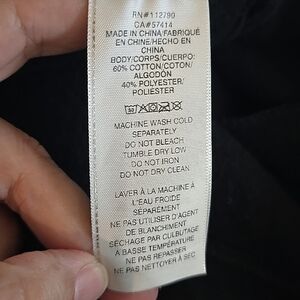 RN#112790
CA#57414
MADE IN CHINA/FABRIQUÉ
EN CHINE/HECHO EN
CHINA
BODY/CORPS/CUERPO:
60% COTTON/COTON/
ALGODÓN
40% POLYESTER/
POLIESTER
MACHINE WASH COLD
SEPARATELY
DO NOT BLEACH
TUMBLE DRY LOW
DO NOT IRON
DO NOT DRY CLEAN
LAVER À LA MACHINE À
L'EAU FROIDE
SÉPARÉMENT
NE PAS UTILISER D'AGENT
DE BLANCHIMENT
SÉCHAGE PAR CULBUTAGE
A BASSE TEMPÉRATURE
NE PAS REPASSER
NE PAS NETTOYER À SEC